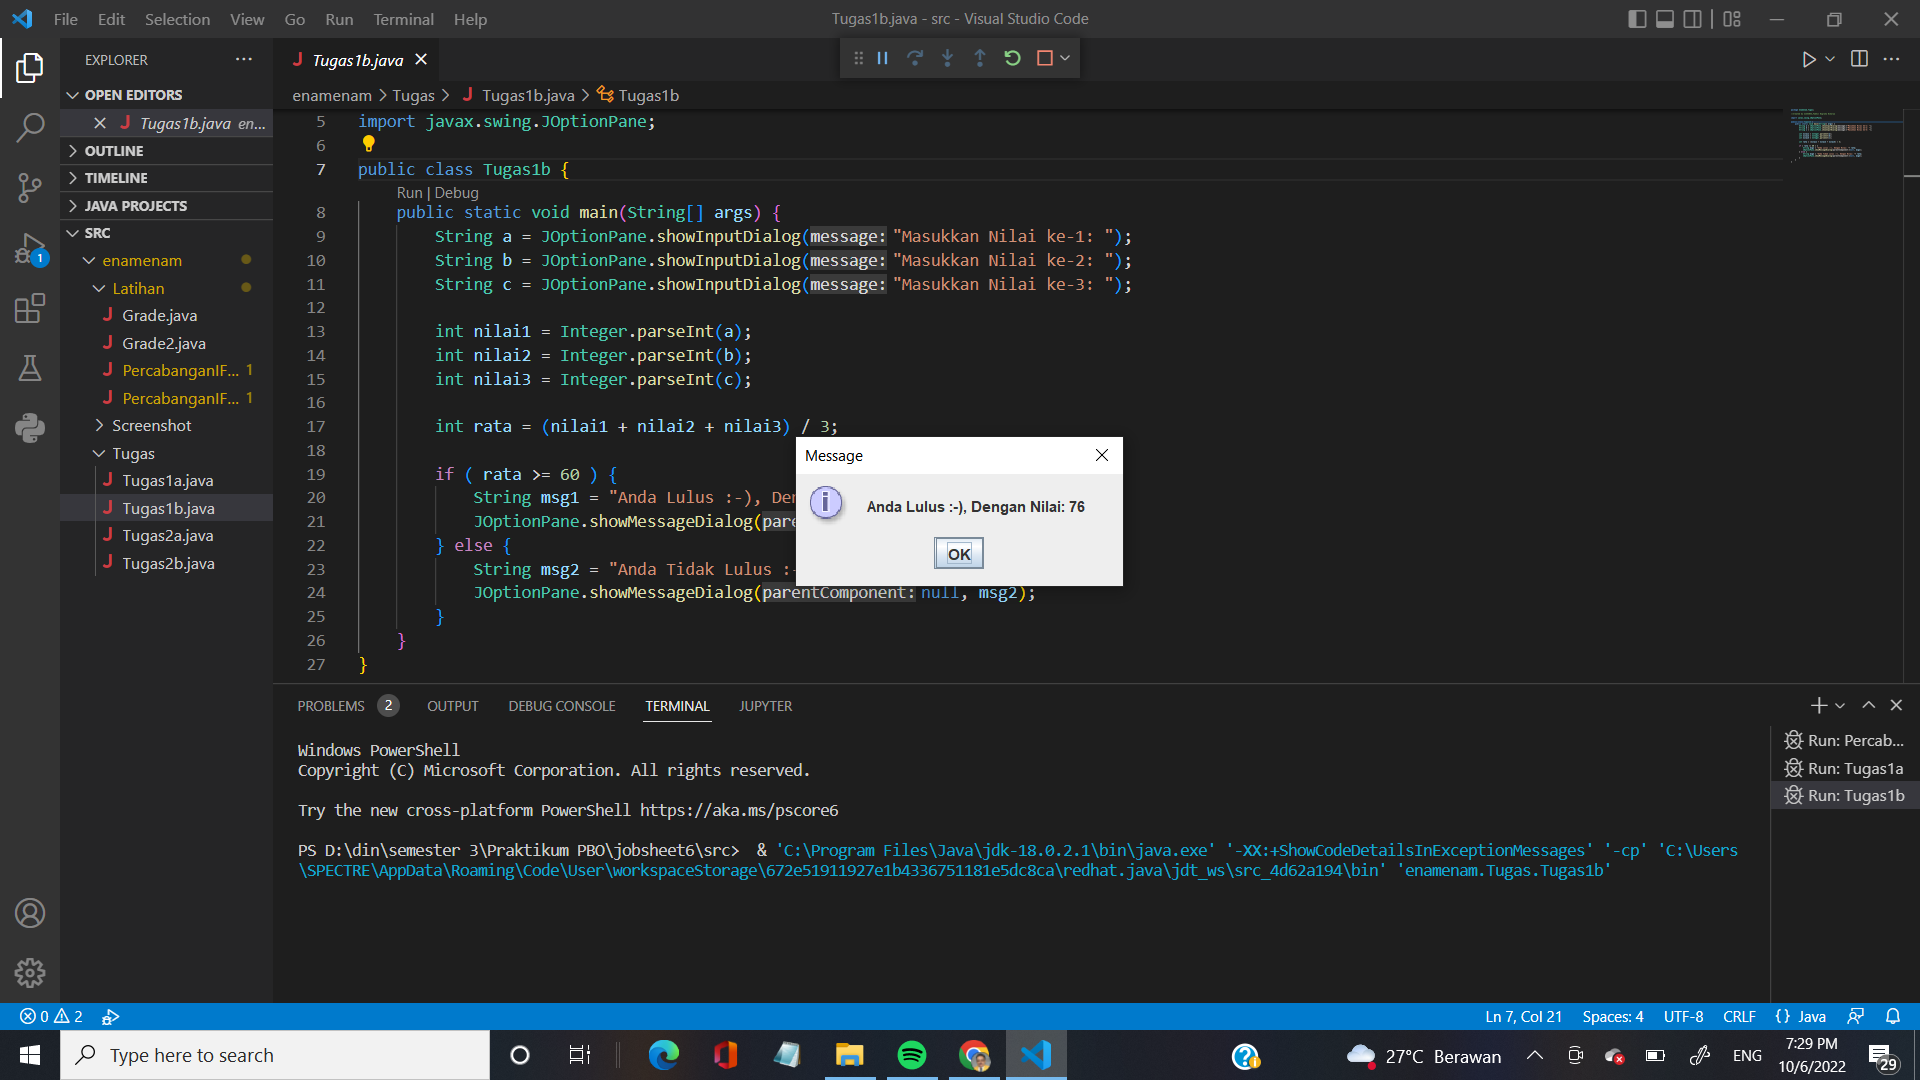 File Edit Selection View Go Run Terminal Help
Tugas1b.java - src - Visual Studio Code
EXPLORER
OPEN EDITORS
Tugas1b.java en...
OUTLINE
TIMELINE
JAVA PROJECTS
SRC
enamenam
Latihan
Grade.java
Grade2.java
PercabanganIF... 1
PercabanganIF... 1
Screenshot
Tugas
Tugas1a.java
Tugas1b.java
Tugas2a.java
Tugas2b.java
1
Tugas1b.java
enamenam > Tugas > Tugas1b.java > Tugas1b
5 import javax.swing.JOptionPane;
6
7 public class Tugas1b {
Run | Debug
8 public static void main(String[] args) {
9 String a = JOptionPane.showInputDialog(message: "Masukkan Nilai ke-1: ");
10 String b = JOptionPane.showInputDialog(message: "Masukkan Nilai ke-2: ");
11 String c = JOptionPane.showInputDialog(message: "Masukkan Nilai ke-3: ");
12
13 int nilai1 = Integer.parseInt(a);
14 int nilai2 = Integer.parseInt(b);
15 int nilai3 = Integer.parseInt(c);
16
17 int rata = (nilai1 + nilai2 + nilai3) / 3;
18
19 if ( rata >= 60 ) {
20 String msg1 = "Anda Lulus :-),
21 JOptionPane.showMessageDialog(
22 } else {
23 String msg2 = "Anda Tidak Lulus
24 JOptionPane.showMessageDialog(parentComponent: null, msg2);
25 }
26 }
27 }
Message
Anda Lulus :-), Dengan Nilai: 76
OK
PROBLEMS 2 OUTPUT DEBUG CONSOLE TERMINAL JUPYTER
Windows PowerShell
Copyright (C) Microsoft Corporation. All rights reserved.
Try the new cross-platform PowerShell https://aka.ms/pscore6
PS D:\din\semester 3\Praktikum PBO\jobsheet6\src> & 'C:\Program Files\Java\jdk-18.0.2.1\bin\java.exe' '-XX:+ShowCodeDetailsInExceptionMessages' '-cp' 'C:\Users
\SPECTRE\AppData\Roaming\Code\User\workspaceStorage\672e51911927e1b4336751181e5dc8ca\redhat.java\jdt_ws\src_4d62a194\bin' 'enamenam.Tugas.Tugas1b'
Run: Percab...
Run: Tugas1a
Run: Tugas1b
0 2
Ln 7, Col 21 Spaces: 4 UTF-8 CRLF {} Java
Type here to search
27°C Berawan
ENG
7:29 PM
10/6/2022
29